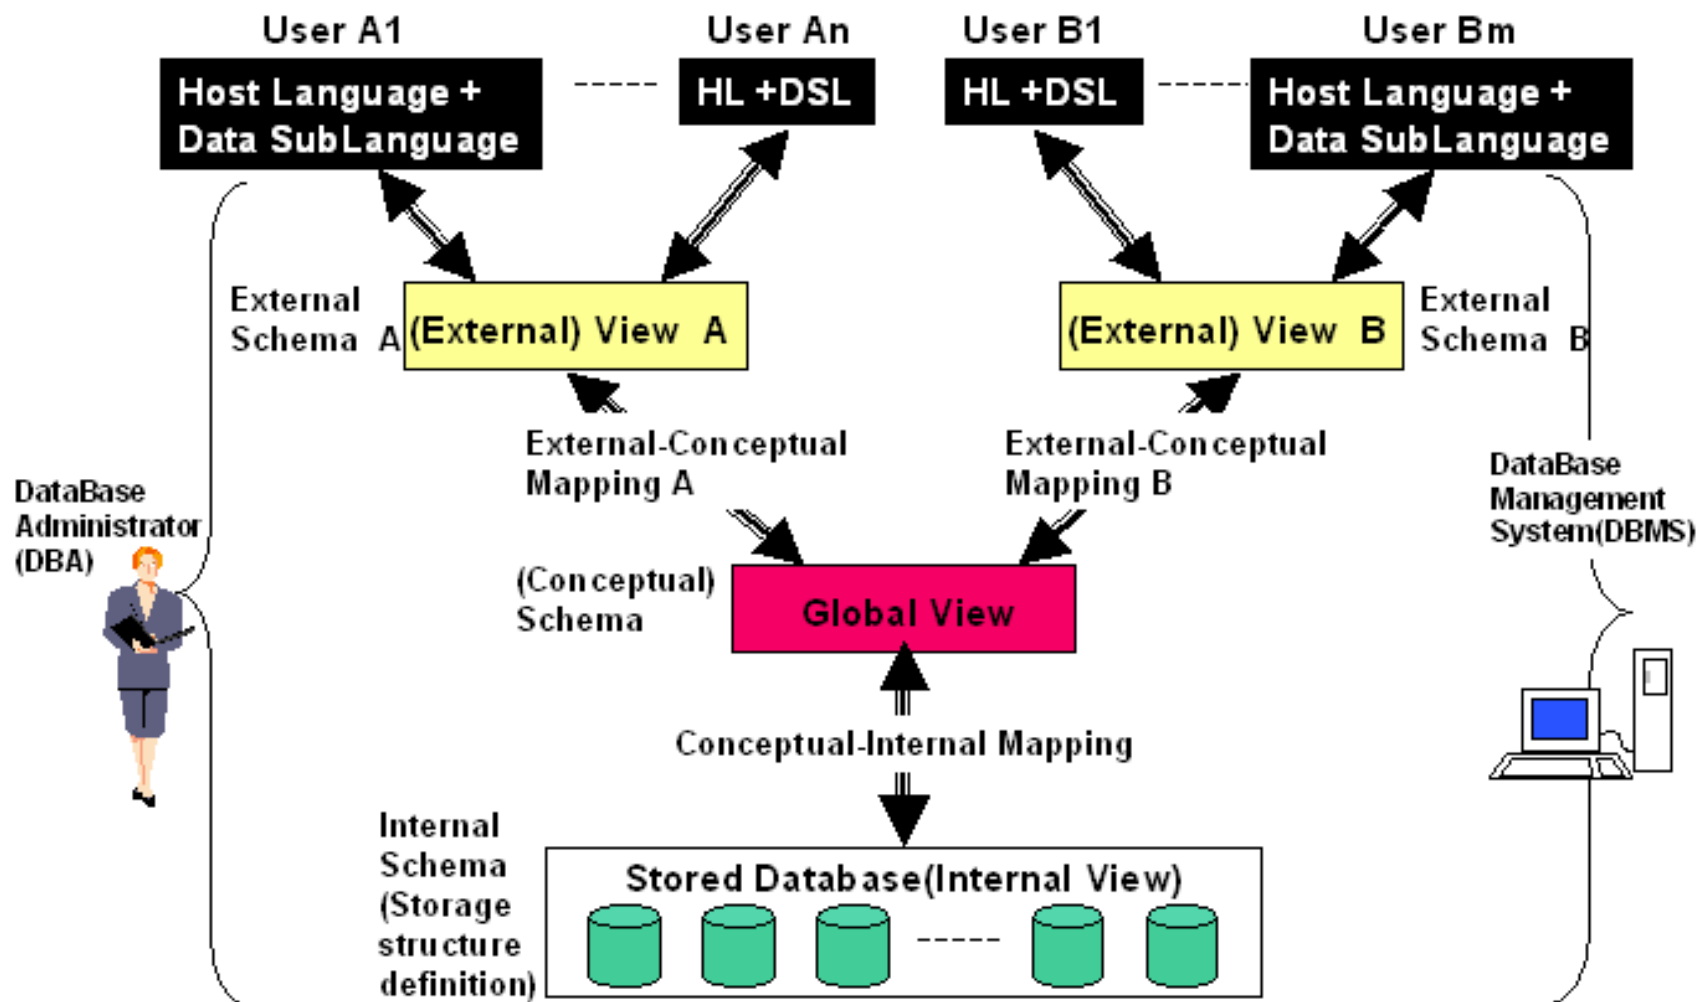 User A1
User An
User B1
User Bm
Host Language +
Data SubLanguage
HL +DSL
HL +DSL
Host Language +
Data SubLanguage
External
Schema A
(External) View A
(External) View B
External
Schema B
External-Conceptual
Mapping A
External-Conceptual
Mapping B
DataBase
Administrator
(DBA)
DataBase
Management
System(DBMS)
(Conceptual)
Schema
Global View
Conceptual-Internal Mapping
Internal
Schema
(Storage
structure
definition)
Stored Database(Internal View)